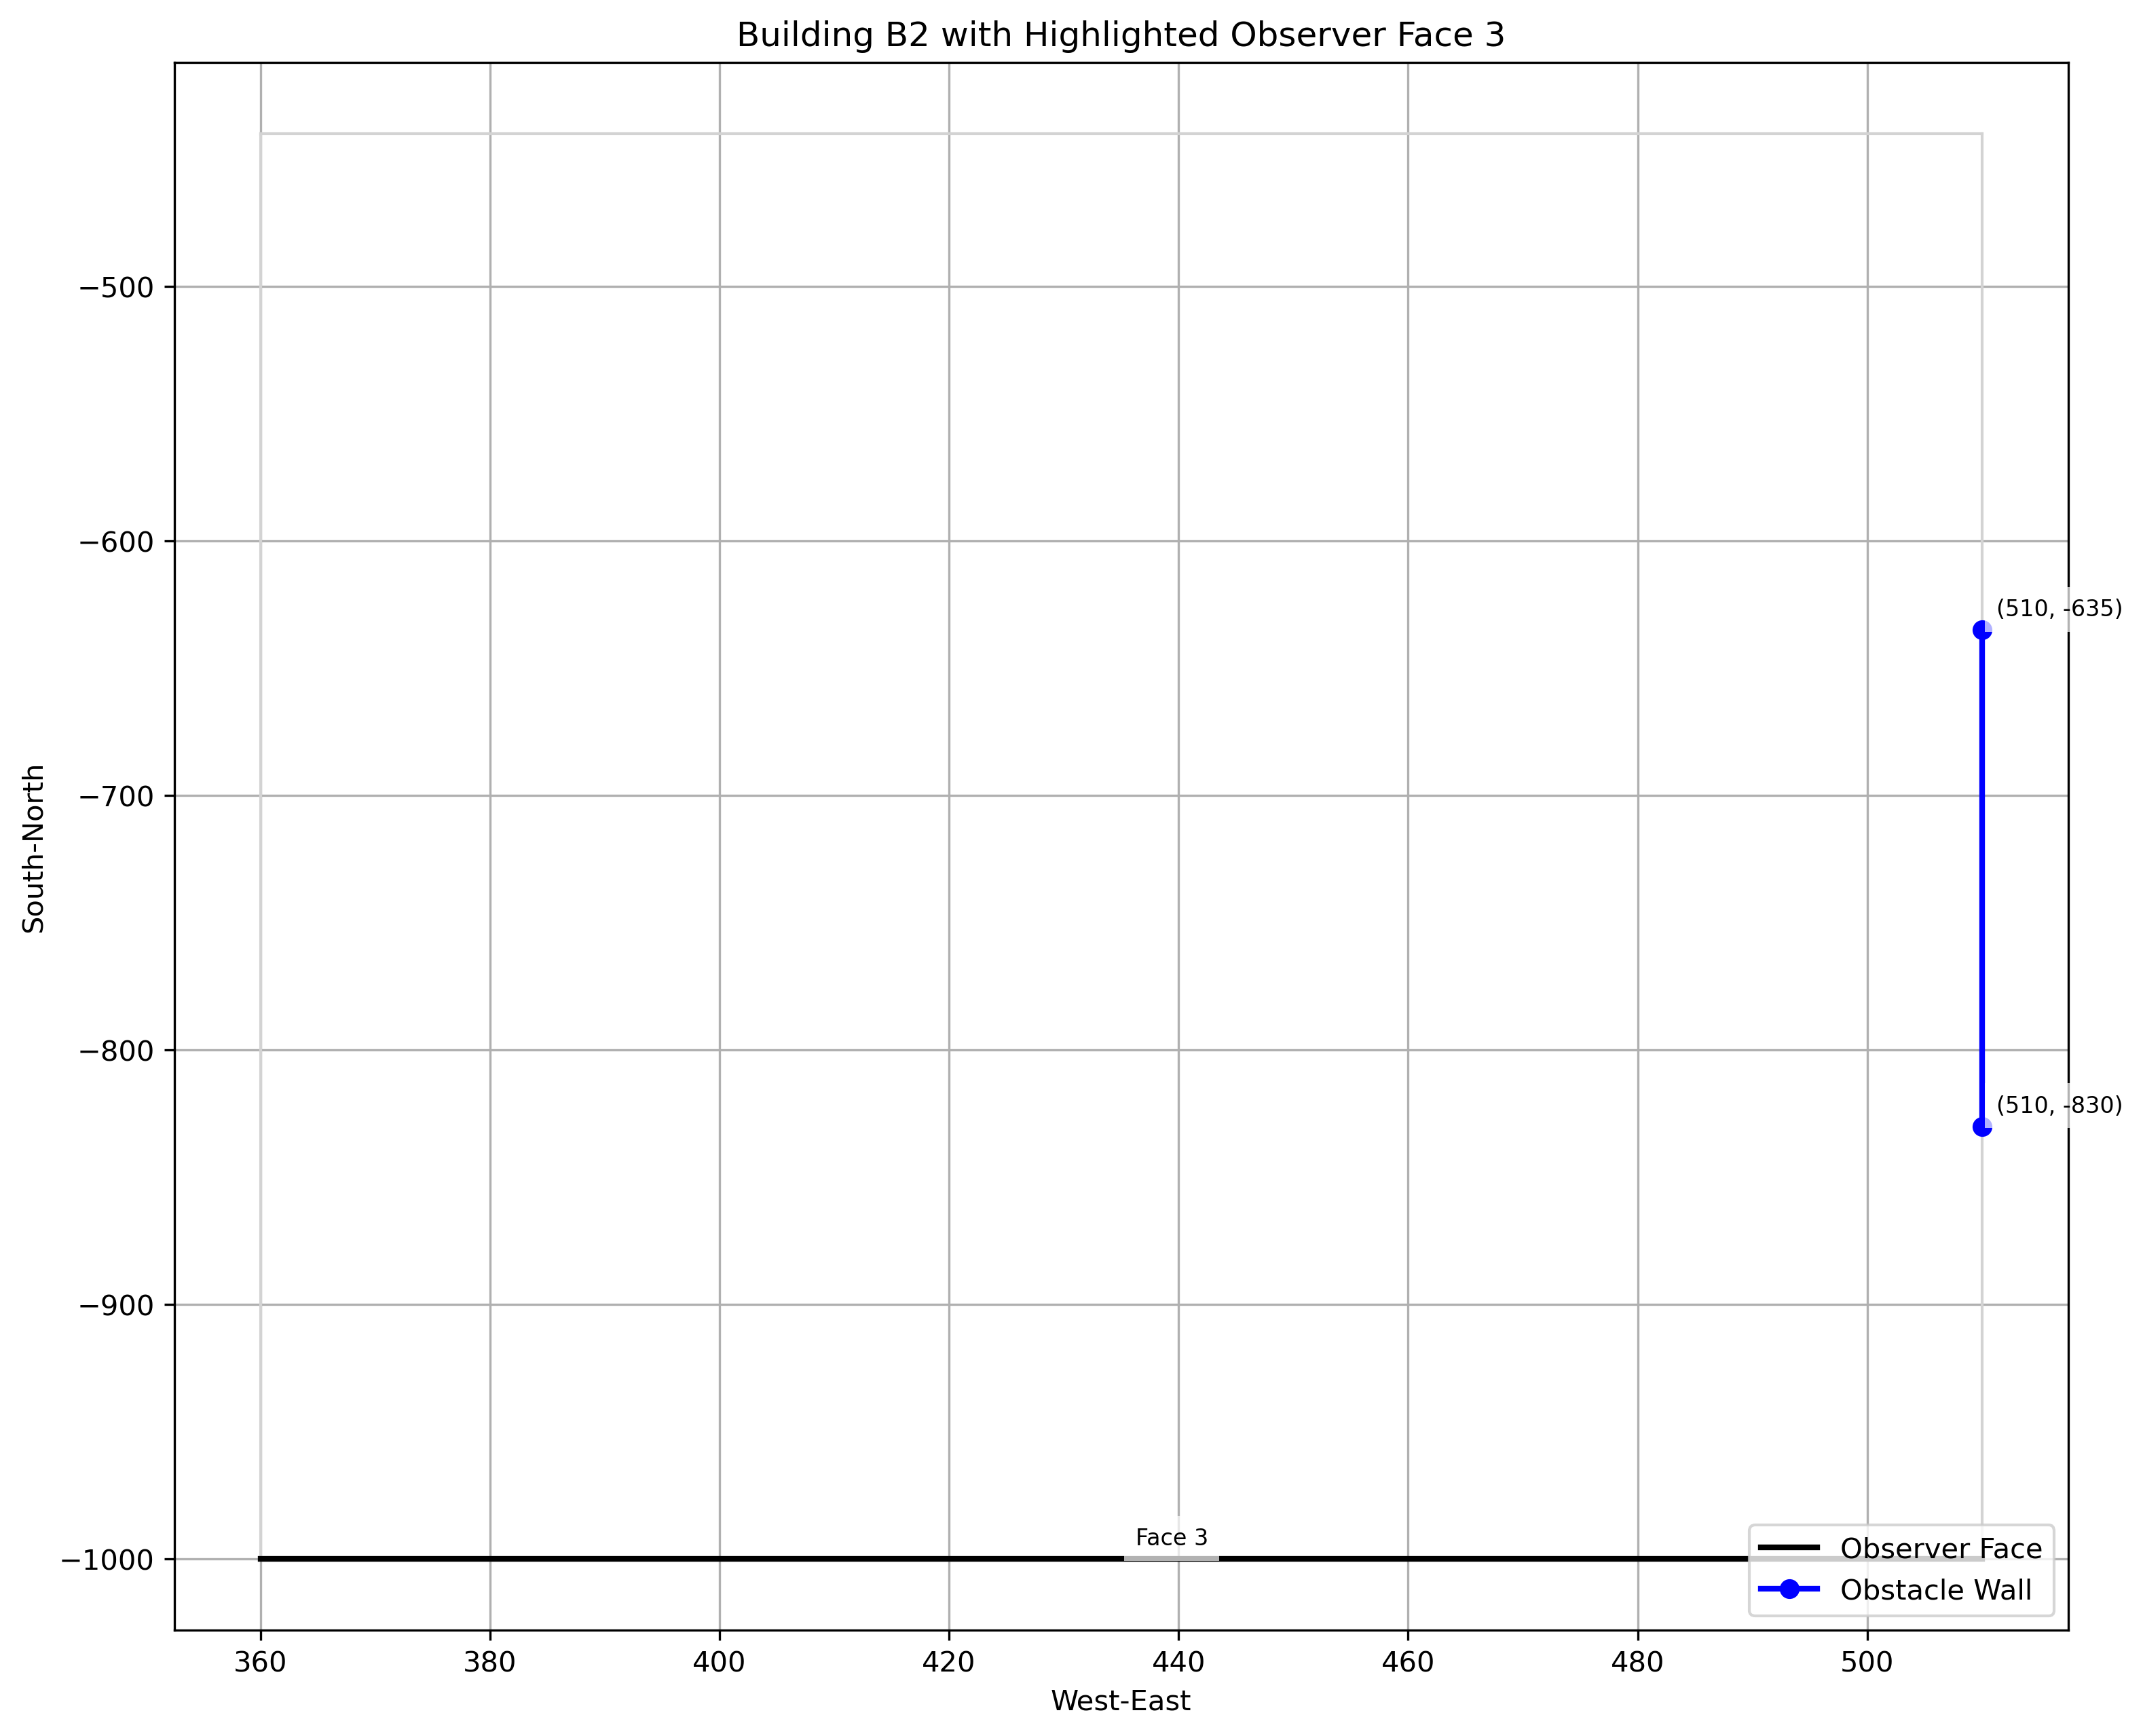 Building B2 with Highlighted Observer Face 3
South-North
−500
−600
−700
−800
−900
−1000
(510, -635)
(510, -830)
Face 3
Observer Face
Obstacle Wall
360
380
400
420
440
460
480
500
West-East